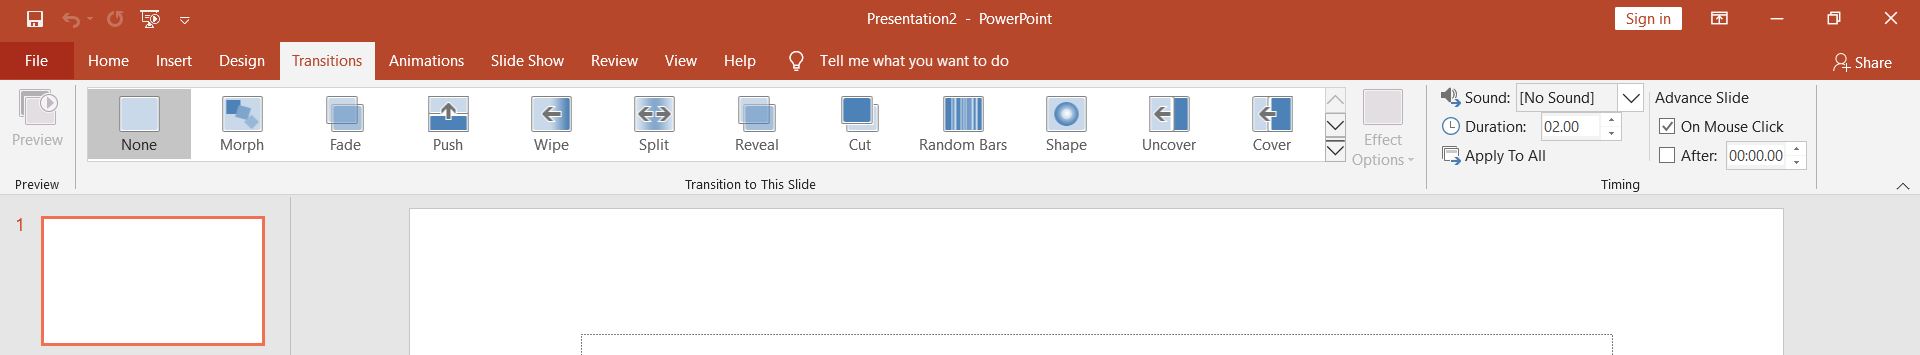 Presentation2 - PowerPoint
Sign in
File Home Insert Design Transitions Animations Slide Show Review View Help Tell me what you want to do Share
Preview
None Morph Fade Push Wipe Split Reveal Cut Random Bars Shape Uncover Cover
Effect
Options
Sound: [No Sound]
Duration: 02.00
Apply To All
Advance Slide
On Mouse Click
After: 00:00.00
Preview
Transition to This Slide
Timing
1